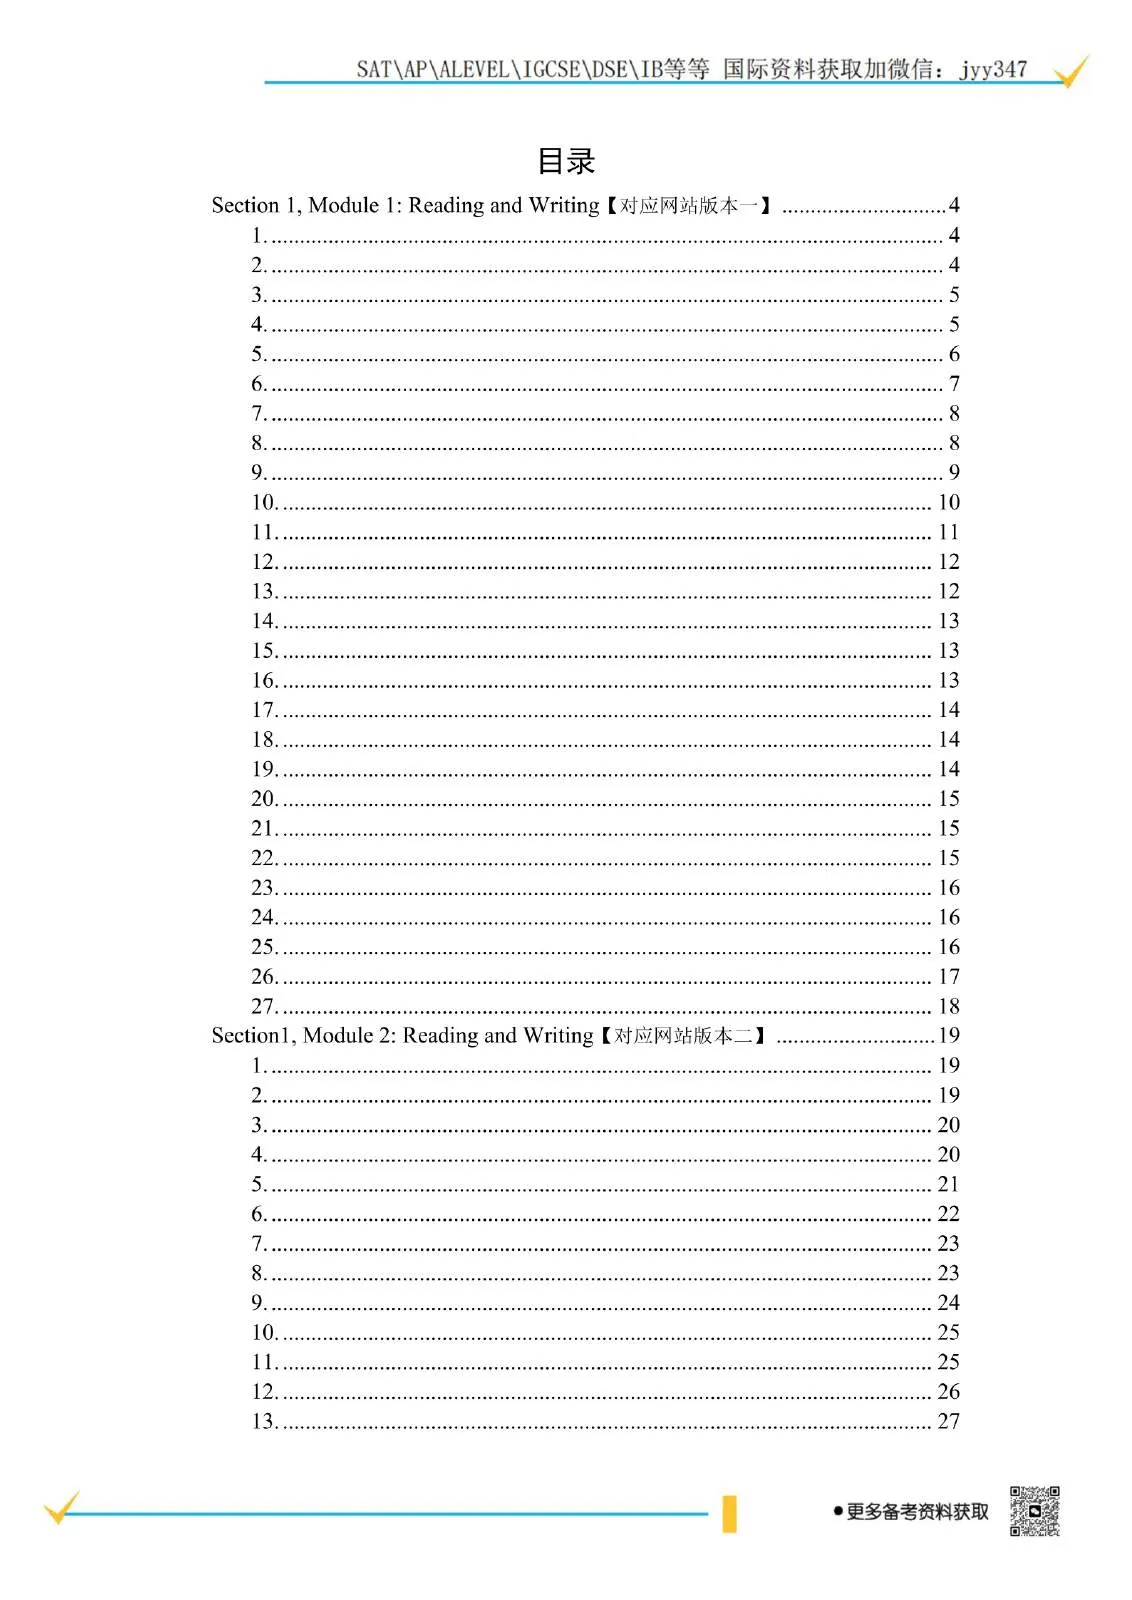 SAT\AP\ALEVEL\IGCSE\DSE\IB等等 国际资料获取加微信：jyy347
目录
Section 1, Module 1: Reading and Writing【对应网站版本一】 ............................. 4
1. ........................................................ 4
2. ........................................................ 4
3. ........................................................ 5
4. ........................................................ 5
5. ........................................................ 6
6. ........................................................ 7
7. ........................................................ 8
8. ........................................................ 8
9. ........................................................ 9
10. ........................................................ 10
11. ........................................................ 11
12. ........................................................ 12
13. ........................................................ 12
14. ........................................................ 13
15. ........................................................ 13
16. ........................................................ 13
17. ........................................................ 14
18. ........................................................ 14
19. ........................................................ 14
20. ........................................................ 15
21. ........................................................ 15
22. ........................................................ 15
23. ........................................................ 16
24. ........................................................ 16
25. ........................................................ 16
26. ........................................................ 17
27. ........................................................ 18
Section1, Module 2: Reading and Writing【对应网站版本二】 ............................ 19
1. ........................................................ 19
2. ........................................................ 19
3. ........................................................ 20
4. ........................................................ 20
5. ........................................................ 21
6. ........................................................ 22
7. ........................................................ 23
8. ........................................................ 23
9. ........................................................ 24
10. ........................................................ 25
11. ........................................................ 25
12. ........................................................ 26
13. ........................................................ 27
●更多备考资料获取